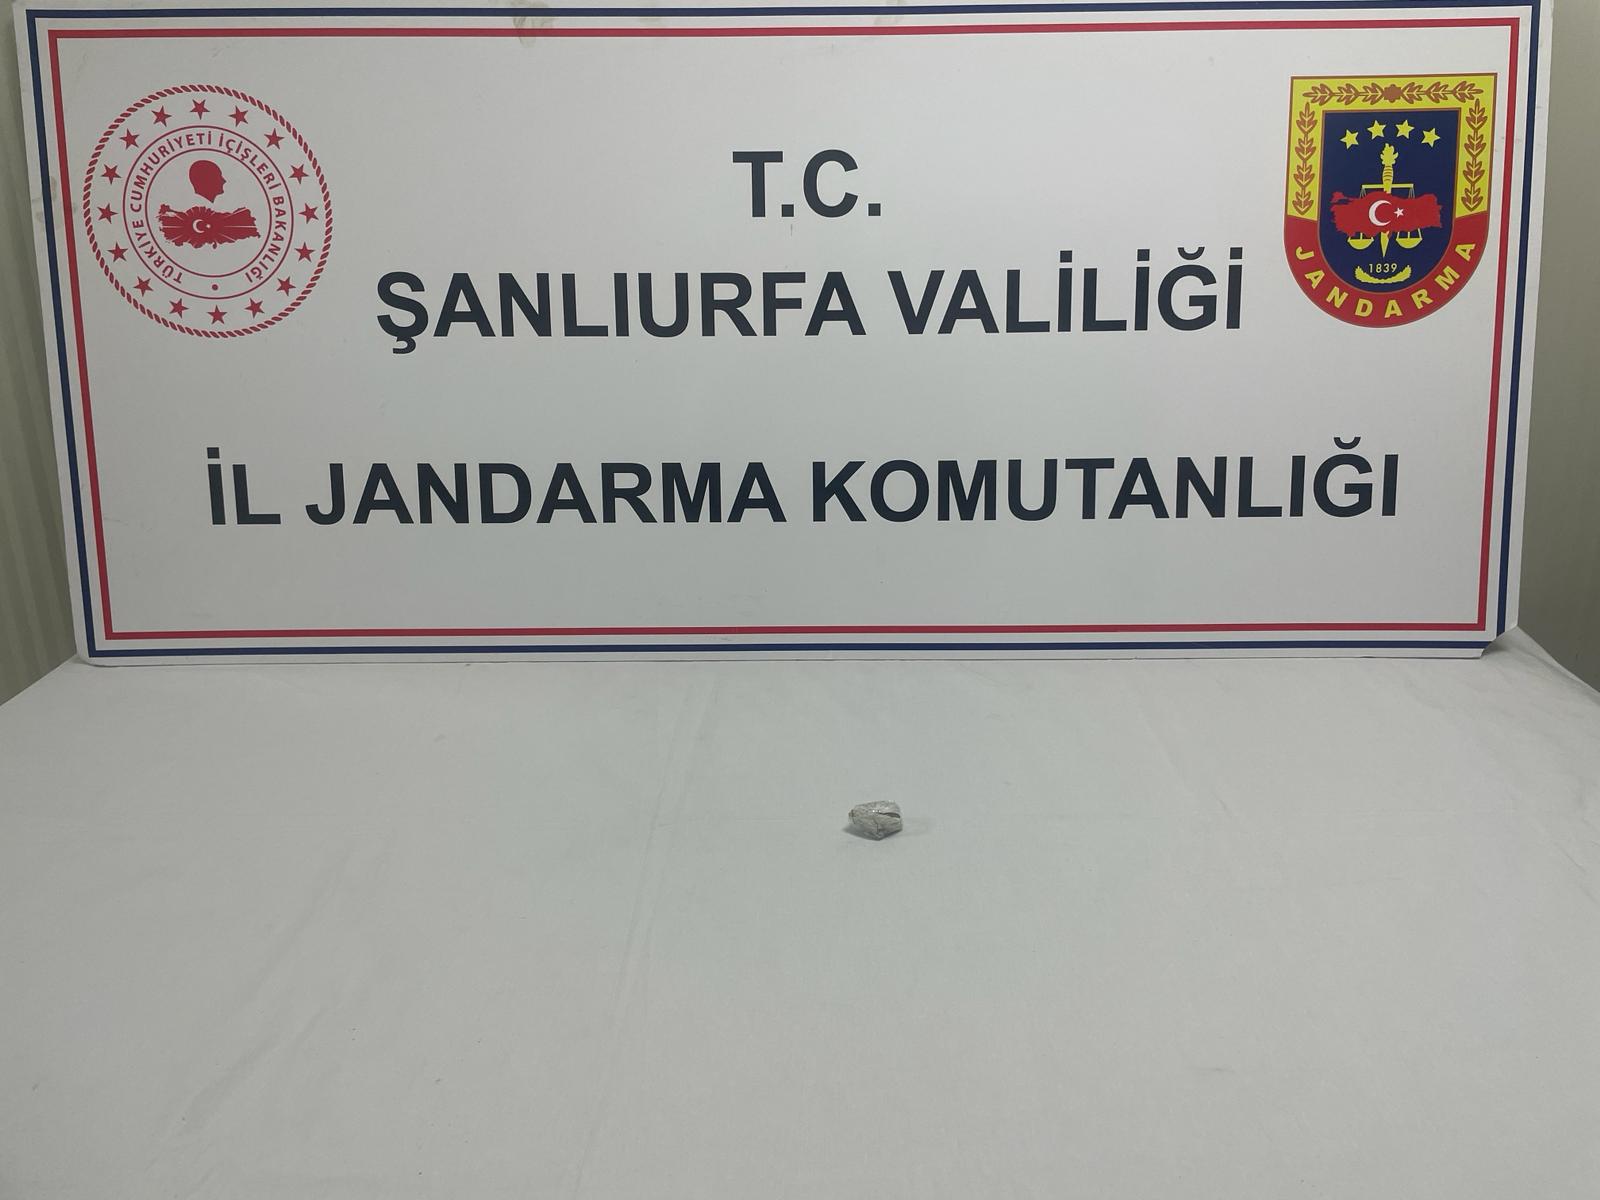 TÜRKİYE CUMHURİYETİ İÇİŞLERİ BAKANLIĞI
T.C.
ŞANLIURFA VALİLİĞİ
İL JANDARMA KOMUTANLIĞI
1839
JANDARMA